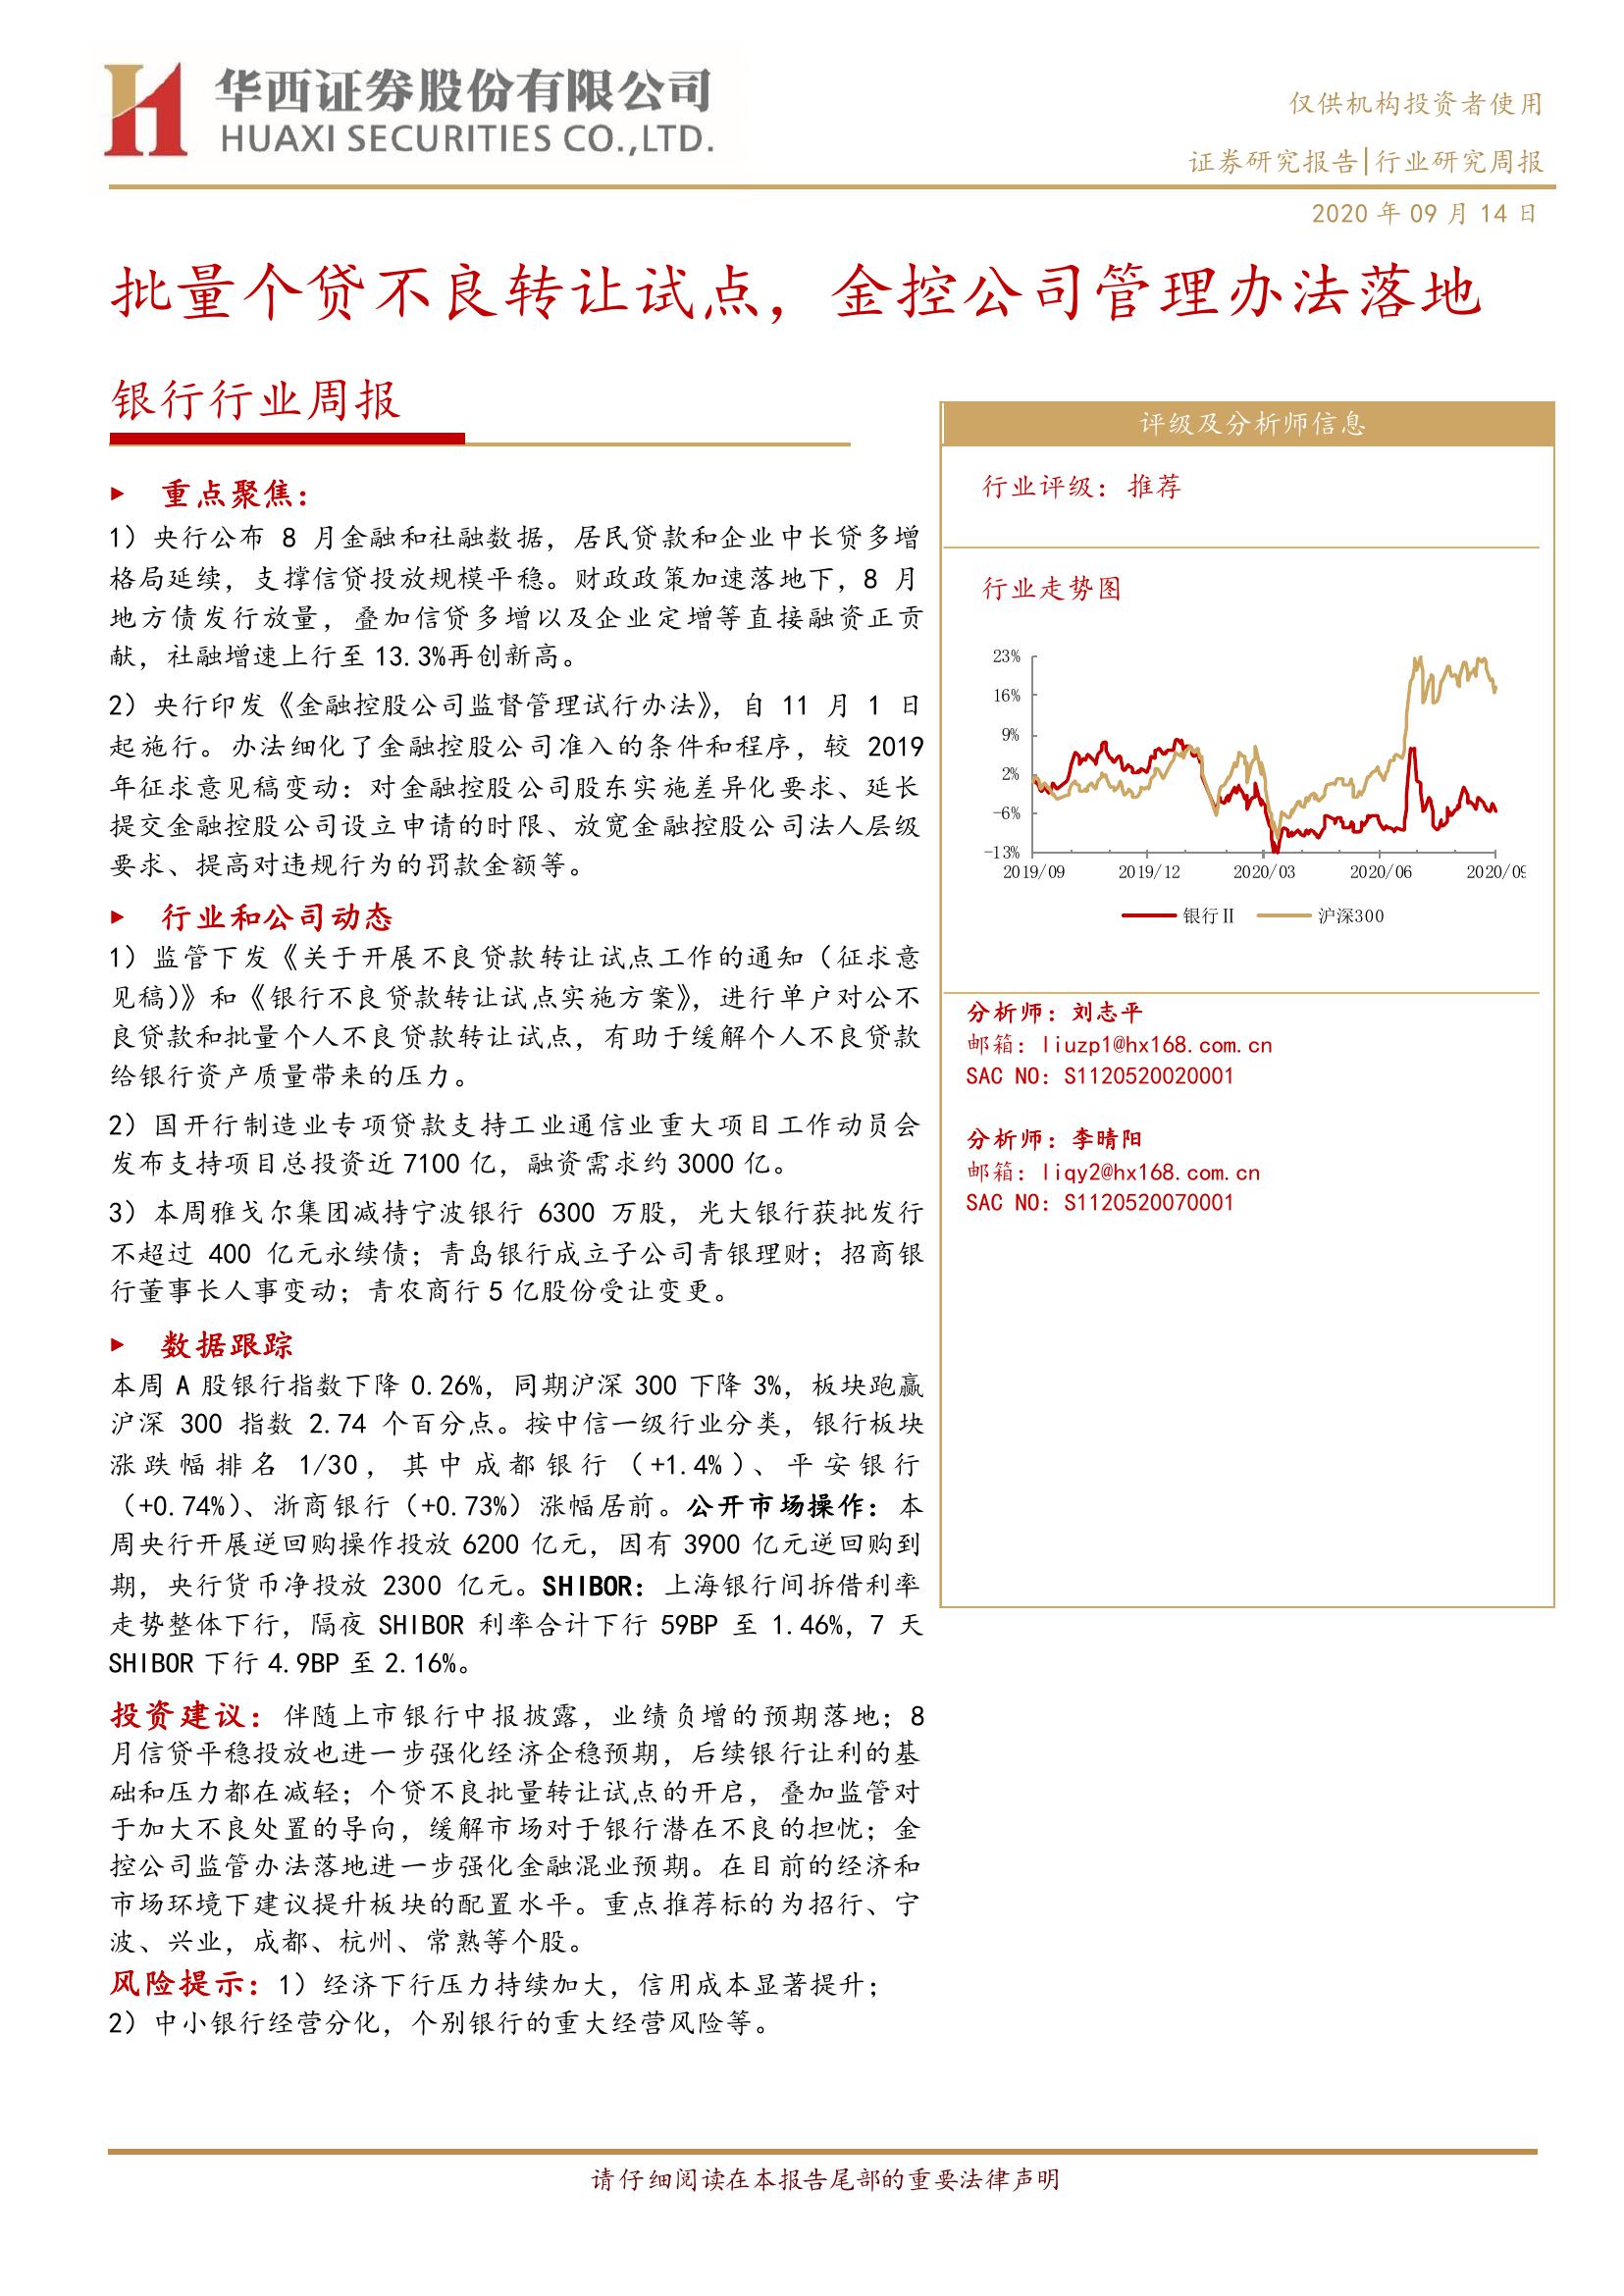 华西证券股份有限公司
HUAXI SECURITIES CO.,LTD.
仅供机构投资者使用
证券研究报告|行业研究周报
2020 年 09 月 14 日
批量个贷不良转让试点，金控公司管理办法落地
银行行业周报
► 重点聚焦：
1）央行公布 8 月金融和社融数据，居民贷款和企业中长贷多增
格局延续，支撑信贷投放规模平稳。财政政策加速落地下，8 月
地方债发行放量，叠加信贷多增以及企业定增等直接融资正贡
献，社融增速上行至 13.3%再创新高。
2）央行印发《金融控股公司监督管理试行办法》，自 11 月 1 日
起施行。办法细化了金融控股公司准入的条件和程序，较 2019
年征求意见稿变动：对金融控股公司股东实施差异化要求、延长
提交金融控股公司设立申请的时限、放宽金融控股公司法人层级
要求、提高对违规行为的罚款金额等。
► 行业和公司动态
1）监管下发《关于开展不良贷款转让试点工作的通知（征求意
见稿）》和《银行不良贷款转让试点实施方案》，进行单户对公不
良贷款和批量个人不良贷款转让试点，有助于缓解个人不良贷款
给银行资产质量带来的压力。
2）国开行制造业专项贷款支持工业通信业重大项目工作动员会
发布支持项目总投资近 7100 亿，融资需求约 3000 亿。
3）本周雅戈尔集团减持宁波银行 6300 万股，光大银行获批发行
不超过 400 亿元永续债；青岛银行成立子公司青银理财；招商银
行董事长人事变动；青农商行 5 亿股份受让变更。
► 数据跟踪
本周 A 股银行指数下降 0.26%，同期沪深 300 下降 3%，板块跑赢
沪深 300 指数 2.74 个百分点。按中信一级行业分类，银行板块
涨跌幅排名 1/30，其中成都银行（+1.4%）、平安银行
（+0.74%）、浙商银行（+0.73%）涨幅居前。公开市场操作：本
周央行开展逆回购操作投放 6200 亿元，因有 3900 亿元逆回购到
期，央行货币净投放 2300 亿元。SHIBOR：上海银行间拆借利率
走势整体下行，隔夜 SHIBOR 利率合计下行 59BP 至 1.46%，7 天
SHIBOR 下行 4.9BP 至 2.16%。
投资建议：伴随上市银行中报披露，业绩负增的预期落地；8
月信贷平稳投放也进一步强化经济企稳预期，后续银行让利的基
础和压力都在减轻；个贷不良批量转让试点的开启，叠加监管对
于加大不良处置的导向，缓解市场对于银行潜在不良的担忧；金
控公司监管办法落地进一步强化金融混业预期。在目前的经济和
市场环境下建议提升板块的配置水平。重点推荐标的为招行、宁
波、兴业，成都、杭州、常熟等个股。
风险提示：1）经济下行压力持续加大，信用成本显著提升；
2）中小银行经营分化，个别银行的重大经营风险等。
评级及分析师信息
行业评级：推荐
行业走势图
23%
16%
9%
2%
-6%
-13%
2019/09 2019/12 2020/03 2020/06 2020/09
银行Ⅱ 沪深300
分析师：刘志平
邮箱：liuzp1@hx168.com.cn
SAC NO：S1120520020001
分析师：李晴阳
邮箱：liqy2@hx168.com.cn
SAC NO：S1120520070001
请仔细阅读在本报告尾部的重要法律声明